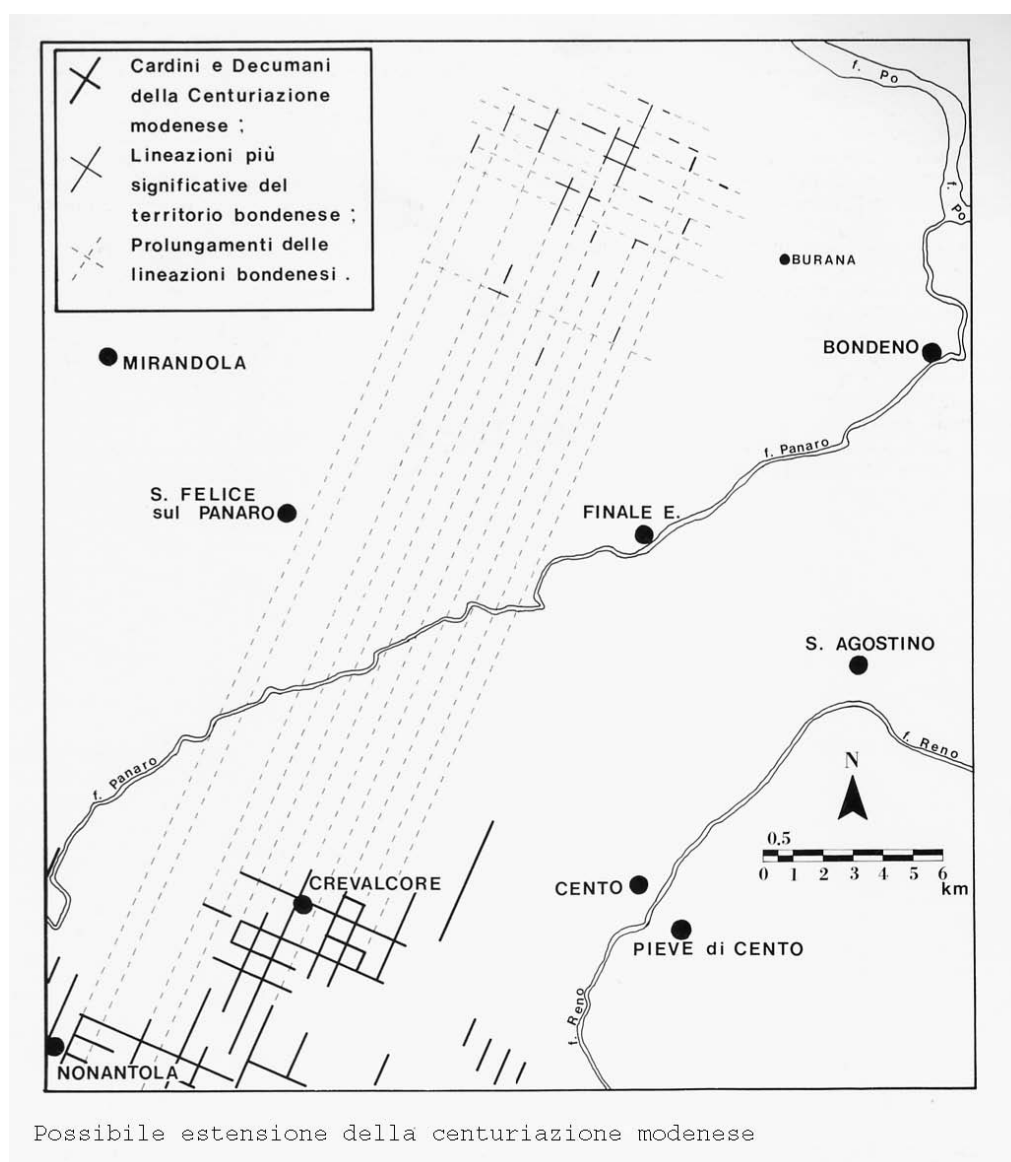 Cardini e Decumani
della Centuriazione
modenese ;
Lineazioni più
significative del
territorio bondenese ;
Prolungamenti delle
lineazioni bondenesi .
f. Po
f. Po
BURANA
MIRANDOLA
BONDENO
f. Panaro
S. FELICE
sul PANARO
FINALE E.
S. AGOSTINO
f. Reno
N
f. Panaro
0.5
0 1 2 3 4 5 6
km
CREVALCORE
CENTO
PIEVE di CENTO
f. Reno
NONANTOLA
Possibile estensione della centuriazione modenese